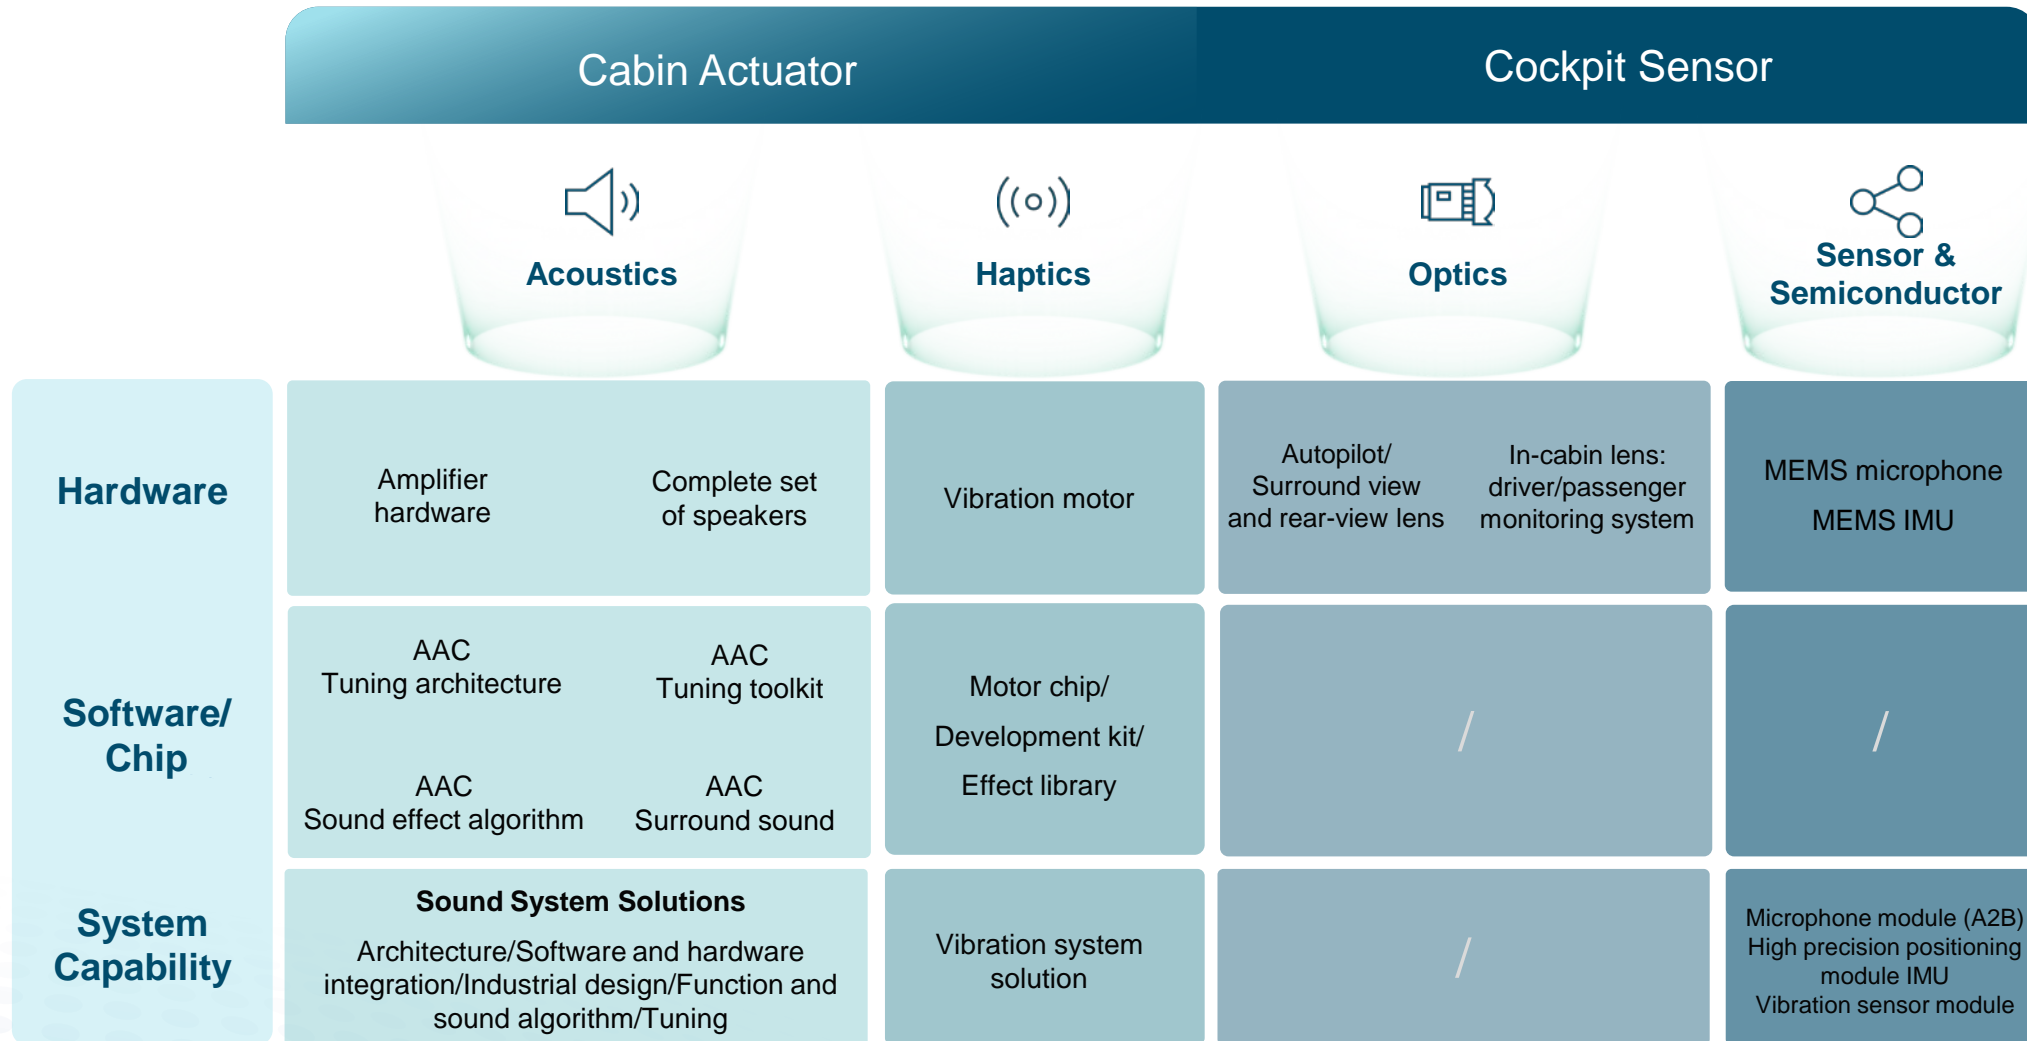 Cabin Actuator
Cockpit Sensor
Acoustics
Haptics
Optics
Sensor &
Semiconductor
Hardware
Amplifier
hardware
Complete set
of speakers
Vibration motor
Autopilot/
Surround view
and rear-view lens
In-cabin lens:
driver/passenger
monitoring system
MEMS microphone
MEMS IMU
Software/
Chip
AAC
Tuning architecture
AAC
Tuning toolkit
AAC
Sound effect algorithm
AAC
Surround sound
Motor chip/
Development kit/
Effect library
/
/
System
Capability
Sound System Solutions
Architecture/Software and hardware
integration/Industrial design/Function and
sound algorithm/Tuning
Vibration system
solution
/
Microphone module (A2B)
High precision positioning
module IMU
Vibration sensor module